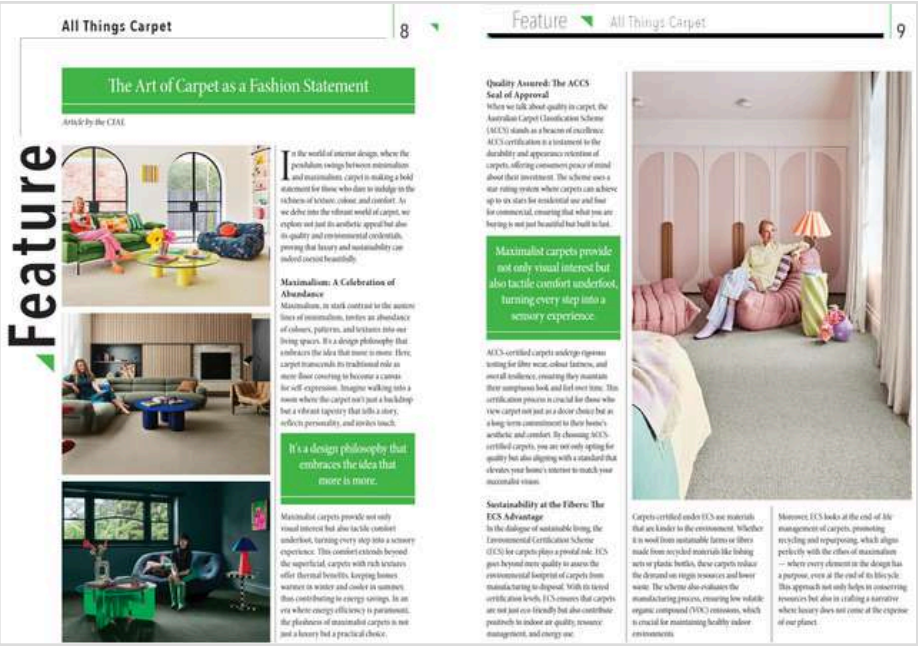 All Things Carpet
8
The Art of Carpet as a Fashion Statement
Article by the CIAL
Feature
In the world of interior design, where the
pendulum swings between minimalism
and maximalism, carpet is making a bold
statement for those who dare to indulge in the
richness of texture, colour, and comfort. As
we delve into the vibrant world of carpet, we
explore not just its aesthetic appeal but also
its quality and environmental credentials,
proving that luxury and sustainability can
indeed coexist beautifully.
Maximalism: A Celebration of
Abundance
Maximalism, in stark contrast to the austere
lines of minimalism, invites an abundance
of colours, patterns, and textures into our
living spaces. It's a design philosophy that
embraces the idea that more is more. Here,
carpet transcends its traditional role as
mere floor covering to become a canvas
for self-expression. Imagine walking into a
room where the carpet isn't just a backdrop
but a vibrant tapestry that tells a story,
reflects personality, and invites touch.
It's a design philosophy that
embraces the idea that
more is more.
Maximalist carpets provide not only
visual interest but also tactile comfort
underfoot, turning every step into a sensory
experience. This comfort extends beyond
the superficial; carpets with rich textures
offer thermal benefits, keeping homes
warmer in winter and cooler in summer,
thus contributing to energy savings. In an
era where energy efficiency is paramount,
the plushness of maximalist carpets is not
just a luxury but a practical choice.
Feature
All Things Carpet
9
Quality Assured: The ACCS
Seal of Approval
When we talk about quality in carpet, the
Australian Carpet Classification Scheme
(ACCS) stands as a beacon of excellence.
ACCS certification is a testament to the
durability and appearance retention of
carpets, offering consumers peace of mind
about their investment. The scheme uses a
star rating system where carpets can achieve
up to six stars for residential use and four
for commercial, ensuring that what you are
buying is not just beautiful but built to last.
Maximalist carpets provide
not only visual interest but
also tactile comfort underfoot,
turning every step into a
sensory experience.
ACCS-certified carpets undergo rigorous
testing for fibre wear, colour fastness, and
overall resilience, ensuring they maintain
their sumptuous look and feel over time. This
certification process is crucial for those who
view carpet not just as a decor choice but as
a long-term commitment to their home's
aesthetic and comfort. By choosing ACCS-
certified carpets, you are not only opting for
quality but also aligning with a standard that
elevates your home's interior to match your
maximalist vision.
Sustainability at the Fibers: The
ECS Advantage
In the dialogue of sustainable living, the
Environmental Certification Scheme
(ECS) for carpets plays a pivotal role. ECS
goes beyond mere quality to assess the
environmental footprint of carpets from
manufacturing to disposal. With its tiered
certification levels, ECS ensures that carpets
are not just eco-friendly but also contribute
positively to indoor air quality, resource
management, and energy use.
Carpets certified under ECS use materials
that are kinder to the environment. Whether
it is wool from sustainable farms or fibres
made from recycled materials like fishing
nets or plastic bottles, these carpets reduce
the demand on virgin resources and lower
waste. The scheme also evaluates the
manufacturing process, ensuring low volatile
organic compound (VOC) emissions, which
is crucial for maintaining healthy indoor
environments.
Moreover, ECS looks at the end-of-life
management of carpets, promoting
recycling and repurposing, which aligns
perfectly with the ethos of maximalism
— where every element in the design has
a purpose, even at the end of its lifecycle.
This approach not only helps in conserving
resources but also in crafting a narrative
where luxury does not come at the expense
of our planet.